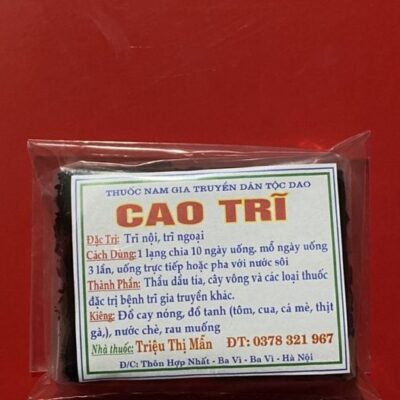 THUỐC NAM GIA TRUYỀN DÂN TỘC DAO
CAO TRĨ
Đặc Trị: Trĩ nội, trĩ ngoại
Cách Dùng: 1 lạng chia 10 ngày uống. mỗ ngày uống
3 lần, uống trực tiếp hoặc pha với nước sôi
Thành Phần: Thầu dầu tía, cây vông và các loại thuốc
đặc trị bệnh trĩ gia truyền khác.
Kiêng: Đồ cay nóng, đồ tanh (tôm, cua, cá mè, thịt
gà,), nước chè, rau muống
Nhà thuốc: Triệu Thị Mẫn ĐT: 0378 321 967
D/C: Thôn Hợp Nhất - Ba Vì - Ba Vì - Hà Nội